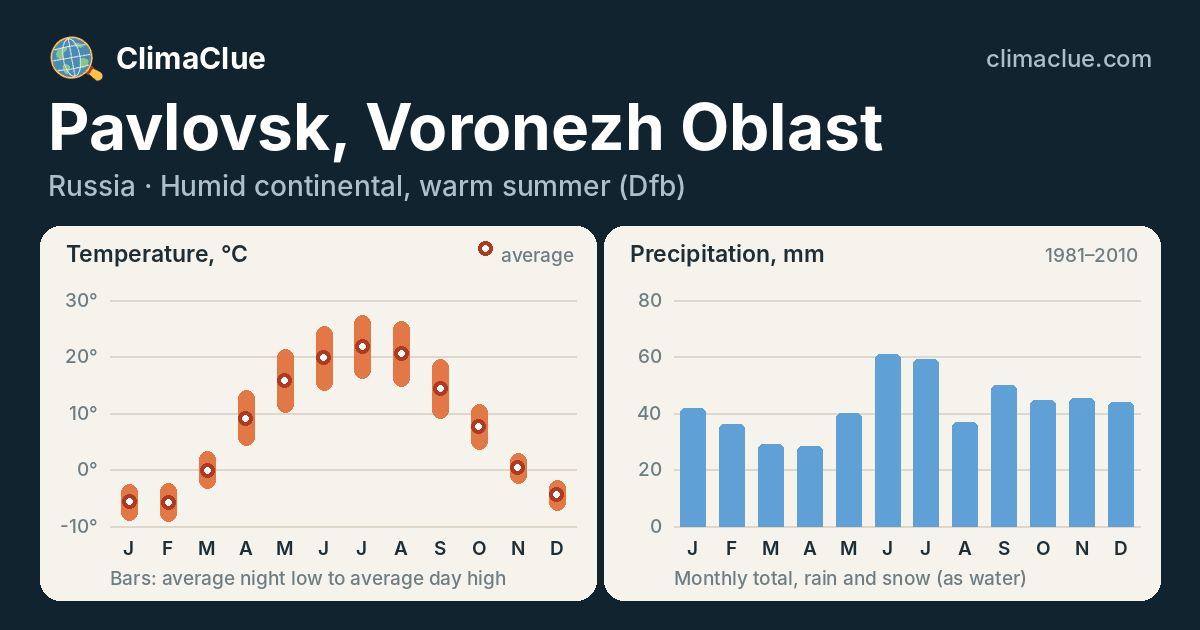 ClimaClue
climaclue.com
Pavlovsk, Voronezh Oblast
Russia · Humid continental, warm summer (Dfb)
Temperature, °C
average
30°
20°
10°
0°
-10°
J F M A M J J A S O N D
Bars: average night low to average day high
Precipitation, mm
1981–2010
80
60
40
20
0
J F M A M J J A S O N D
Monthly total, rain and snow (as water)